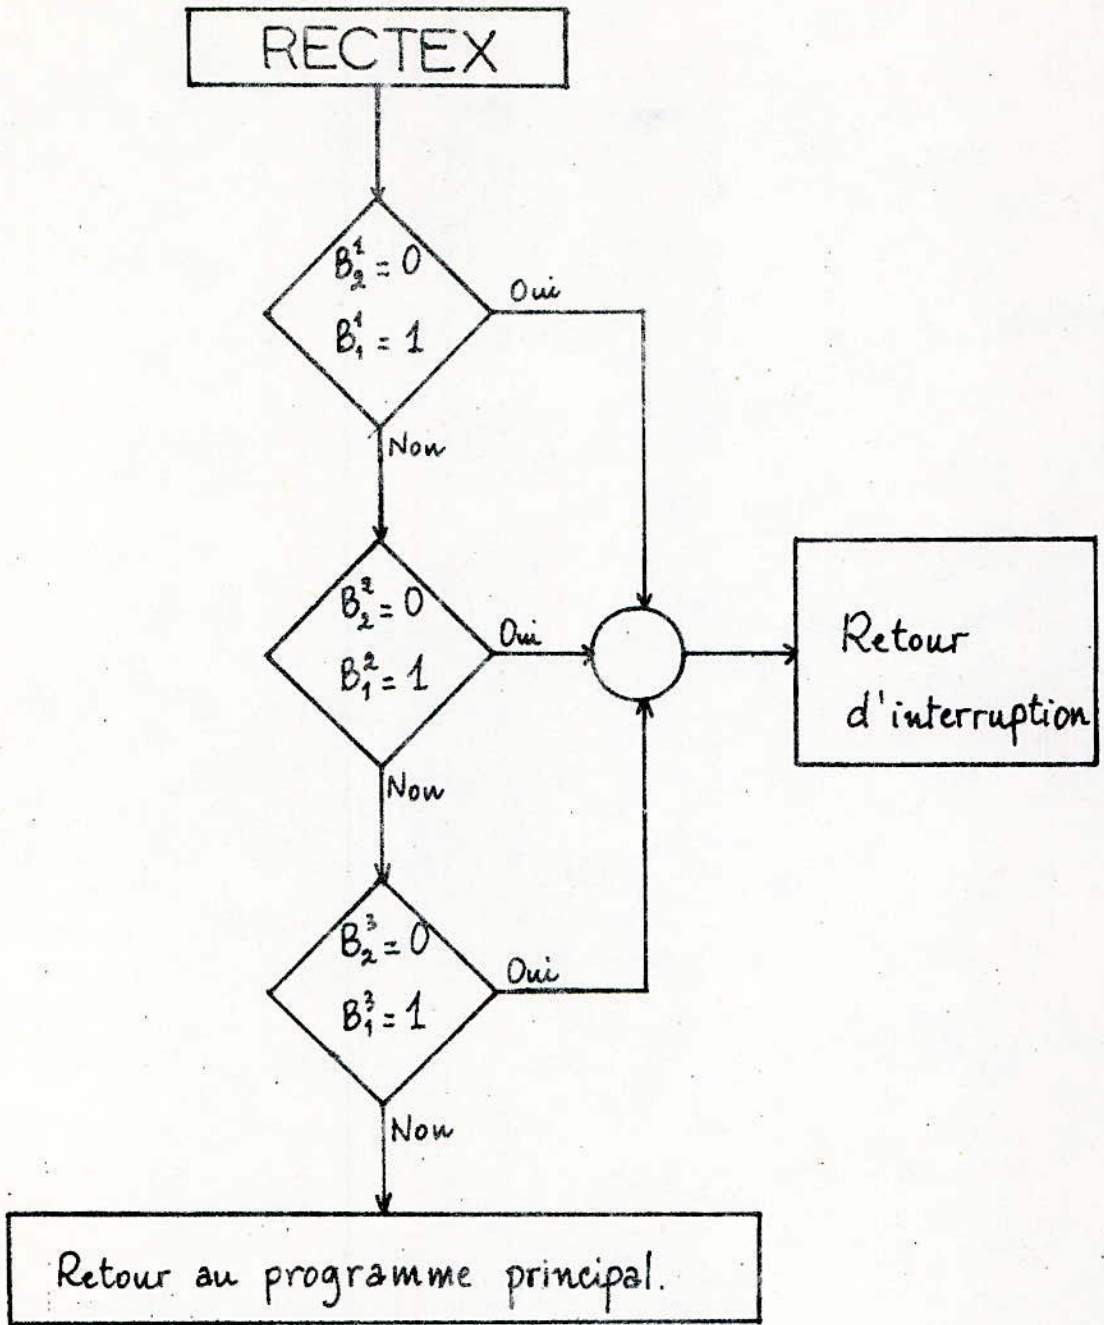 RECTEX
B₂¹ = 0
B₁¹ = 1
Oui
Non
B₂² = 0
B₁² = 1
Oui
Non
Retour
d'interruption
B₂³ = 0
B₁³ = 1
Oui
Non
Retour au programme principal.